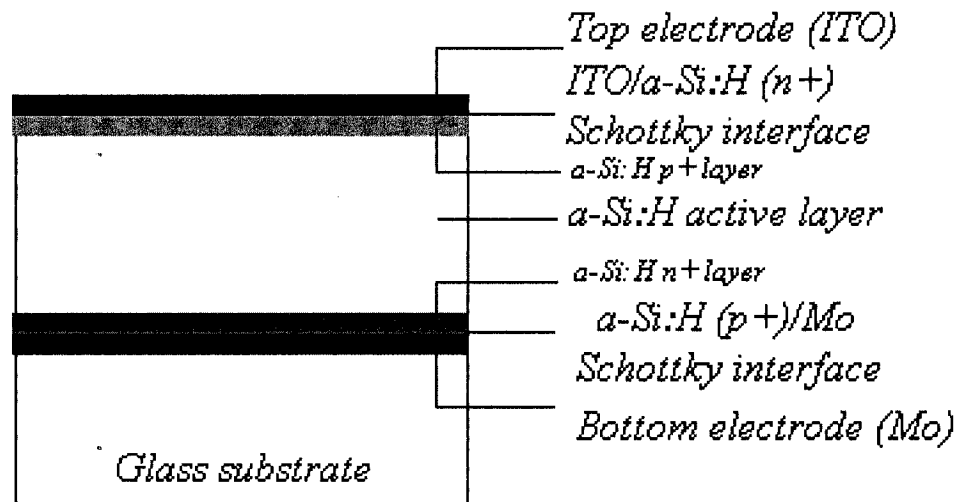 Top electrode (ITO)
ITO/a-Si:H (n+)
Schottky interface
a-Si:H p+layer
a-Si:H active layer
a-Si:H n+layer
a-Si:H (p+)/Mo
Schottky interface
Bottom electrode (Mo)
Glass substrate